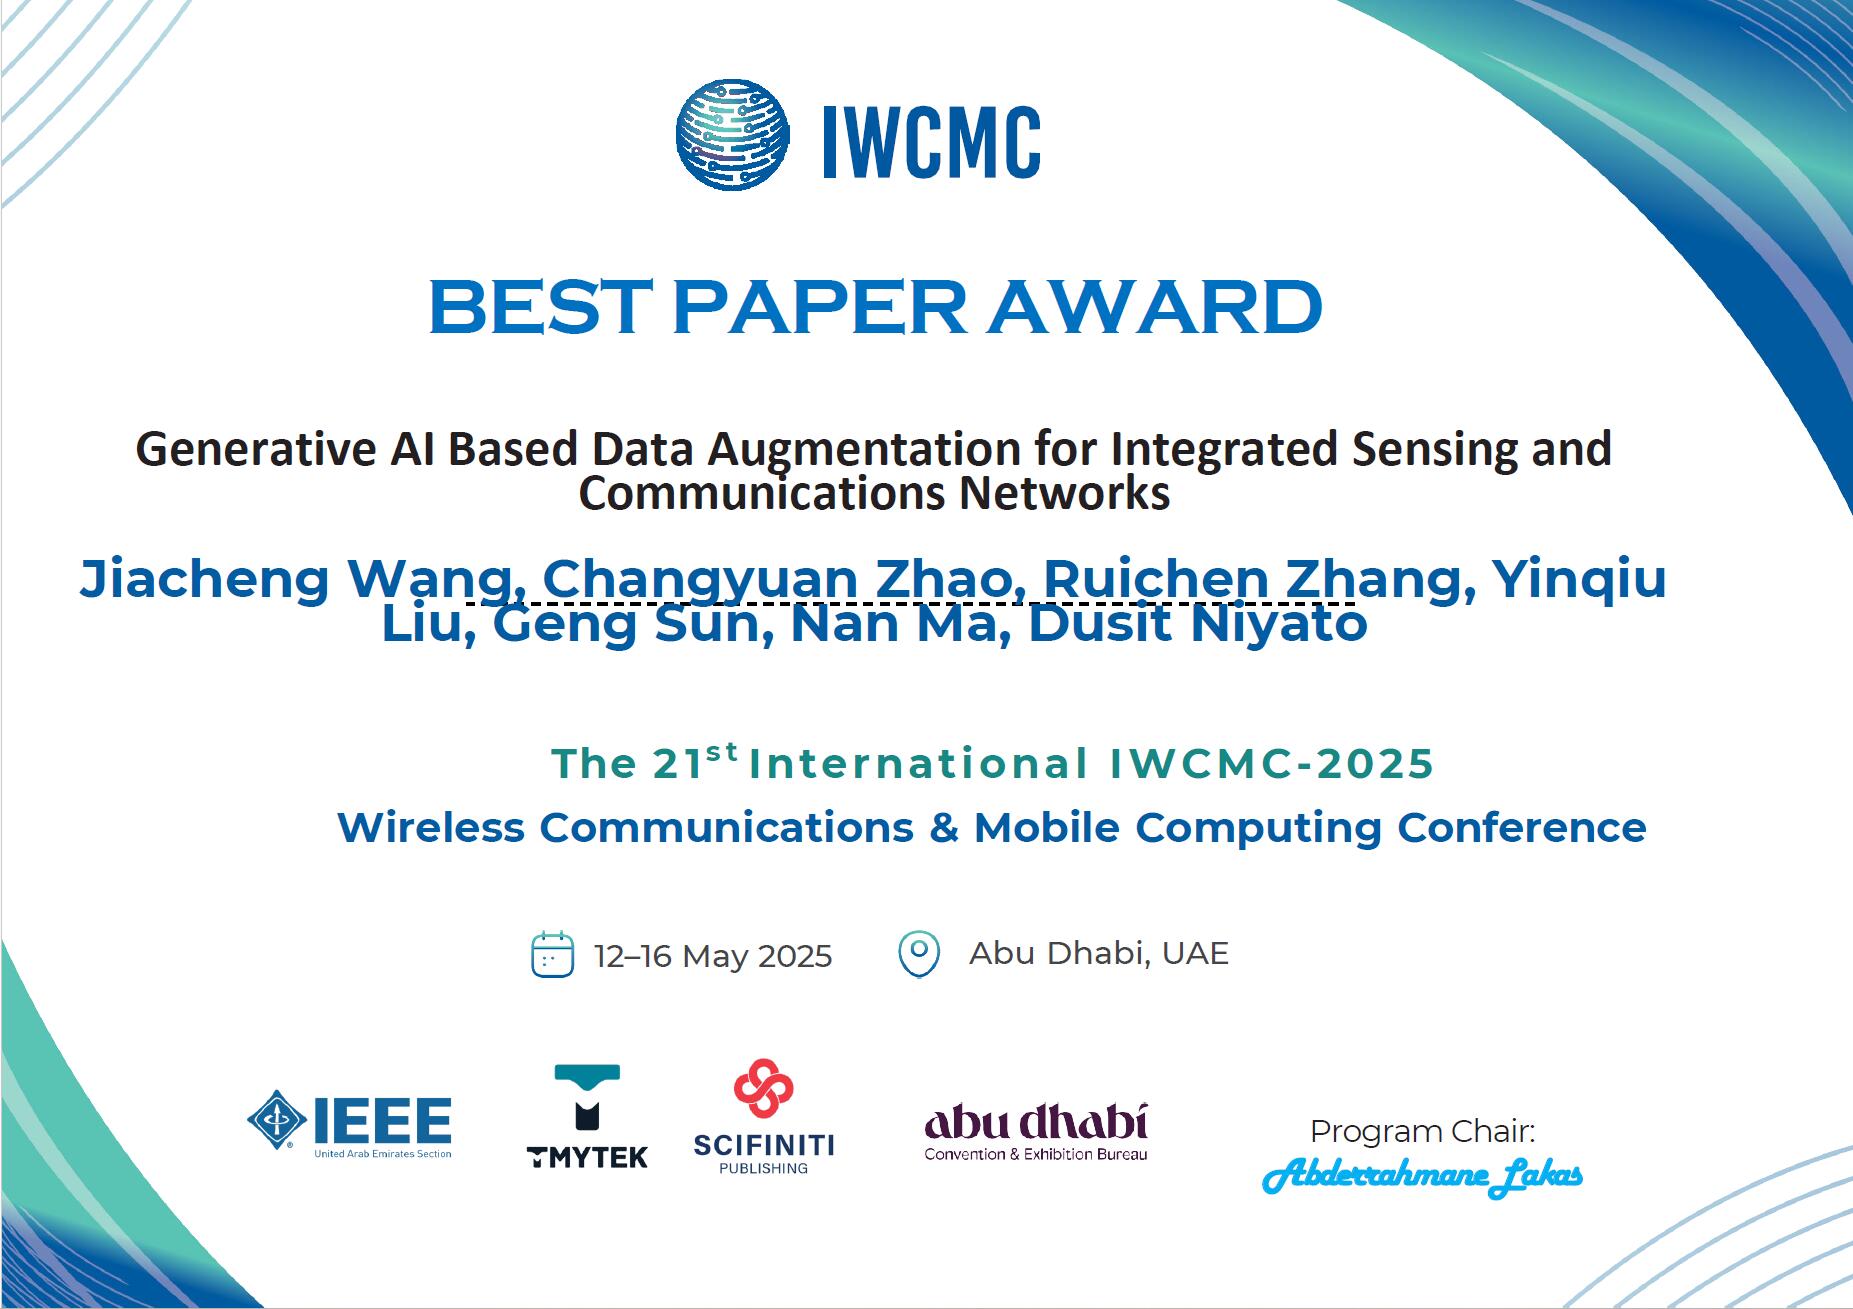 IWCMC
BEST PAPER AWARD
Generative AI Based Data Augmentation for Integrated Sensing and
Communications Networks
Jiacheng Wang, Changyuan Zhao, Ruichen Zhang, Yinqiu
Liu, Geng Sun, Nan Ma, Dusit Niyato
The 21st International IWCMC-2025
Wireless Communications & Mobile Computing Conference
12–16 May 2025
Abu Dhabi, UAE
IEEE
United Arab Emirates Section
TMYTEK
SCIFINITI
PUBLISHING
abu dhabi
Convention & Exhibition Bureau
Program Chair:
Abderrahmane Lakas